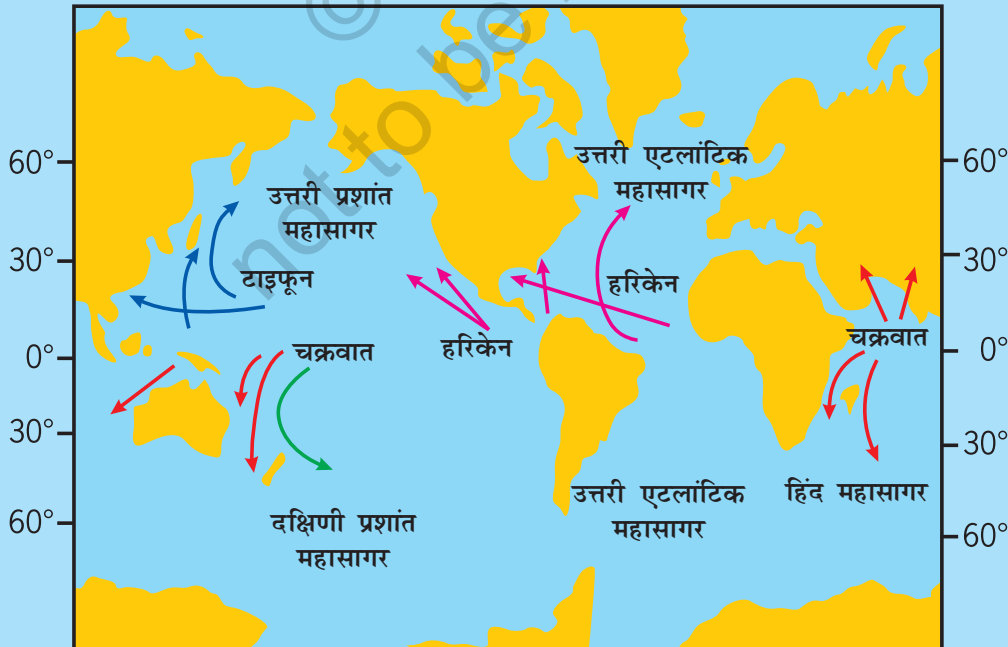 ©
not to be
60°
60°
उत्तरी एटलांटिक
महासागर
उत्तरी प्रशांत
महासागर
30°
30°
टाइफून
हरिकेन
चक्रवात
0°
चक्रवात
हरिकेन
0°
30°
30°
उत्तरी एटलांटिक
महासागर
हिंद महासागर
60°
दक्षिणी प्रशांत
महासागर
60°